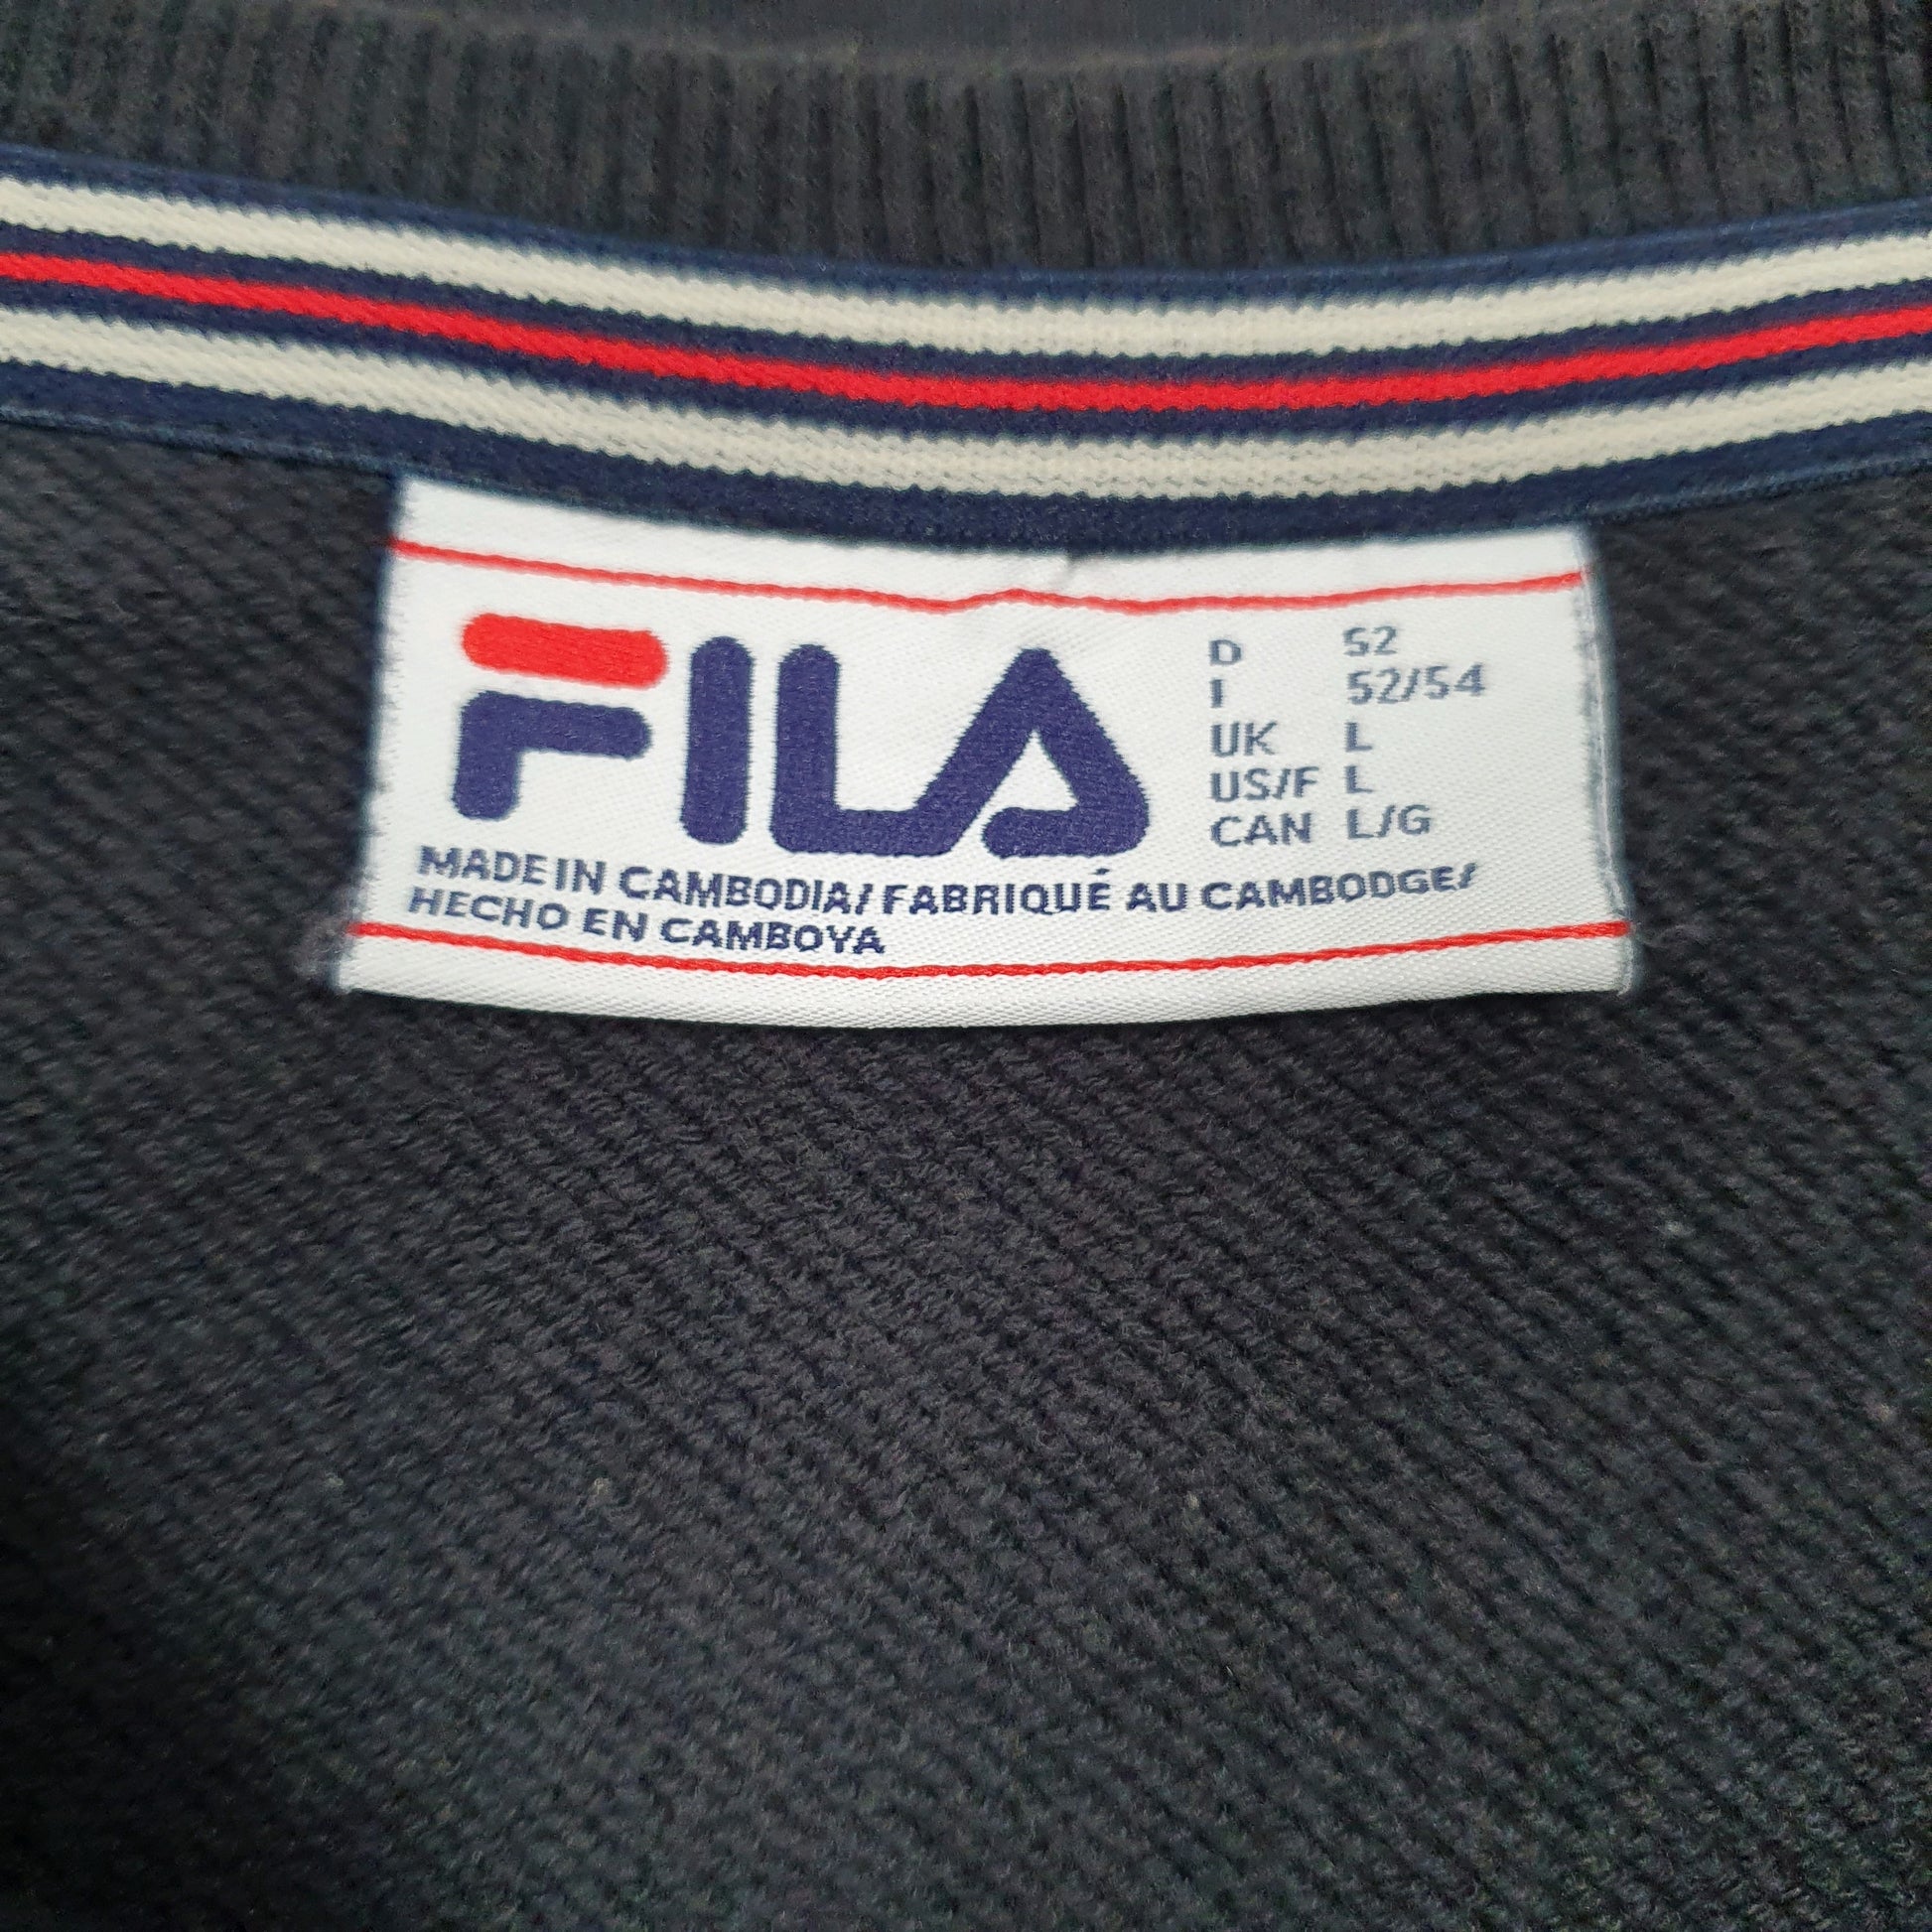 FILA
D 52
I 52/54
UK L
US/F L
CAN L/G
MADE IN CAMBODIA/ FABRIQUÉ AU CAMBODGE/
HECHO EN CAMBOYA